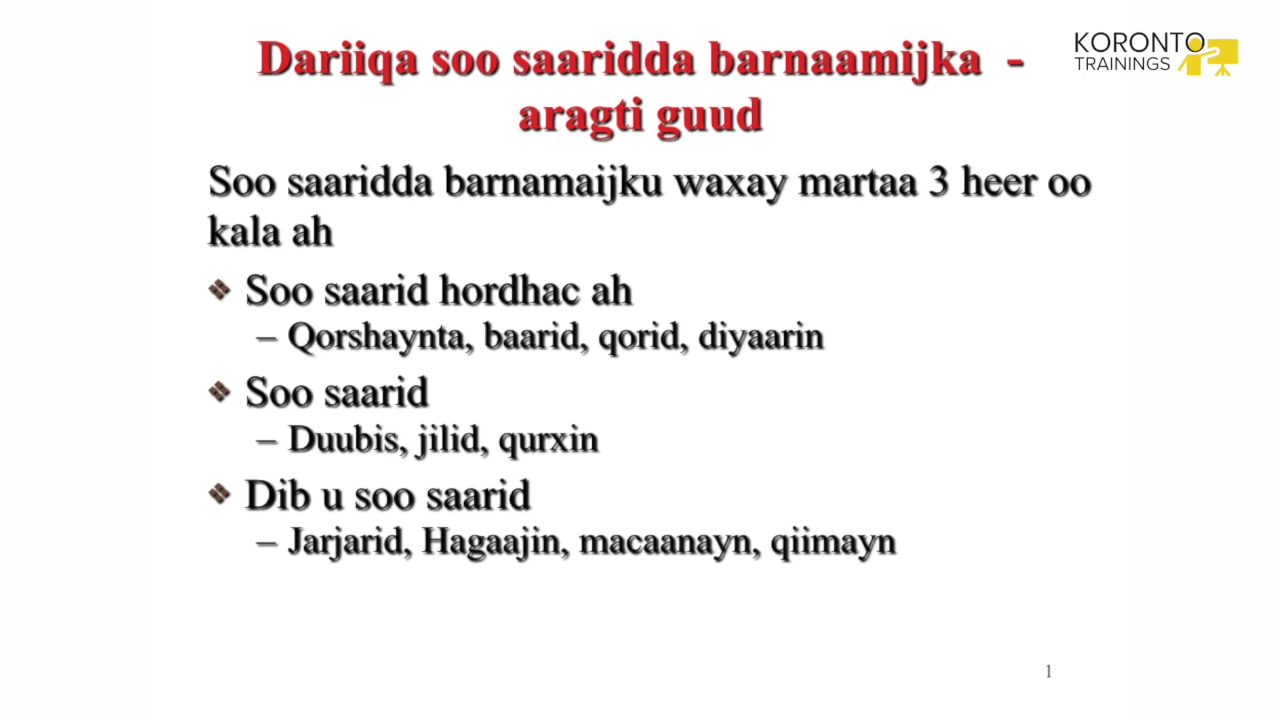 Dariiqa soo saaridda barnaamijka -
aragti guud
KORONTO
TRAININGS
Soo saaridda barnamaijku waxay martaa 3 heer oo
kala ah
❖ Soo saarid hordhac ah
– Qorshaynta, baarid, qorid, diyaarin
❖ Soo saarid
– Duubis, jilid, qurxin
❖ Dib u soo saarid
– Jarjarid, Hagaajin, macaanayn, qiimayn
1